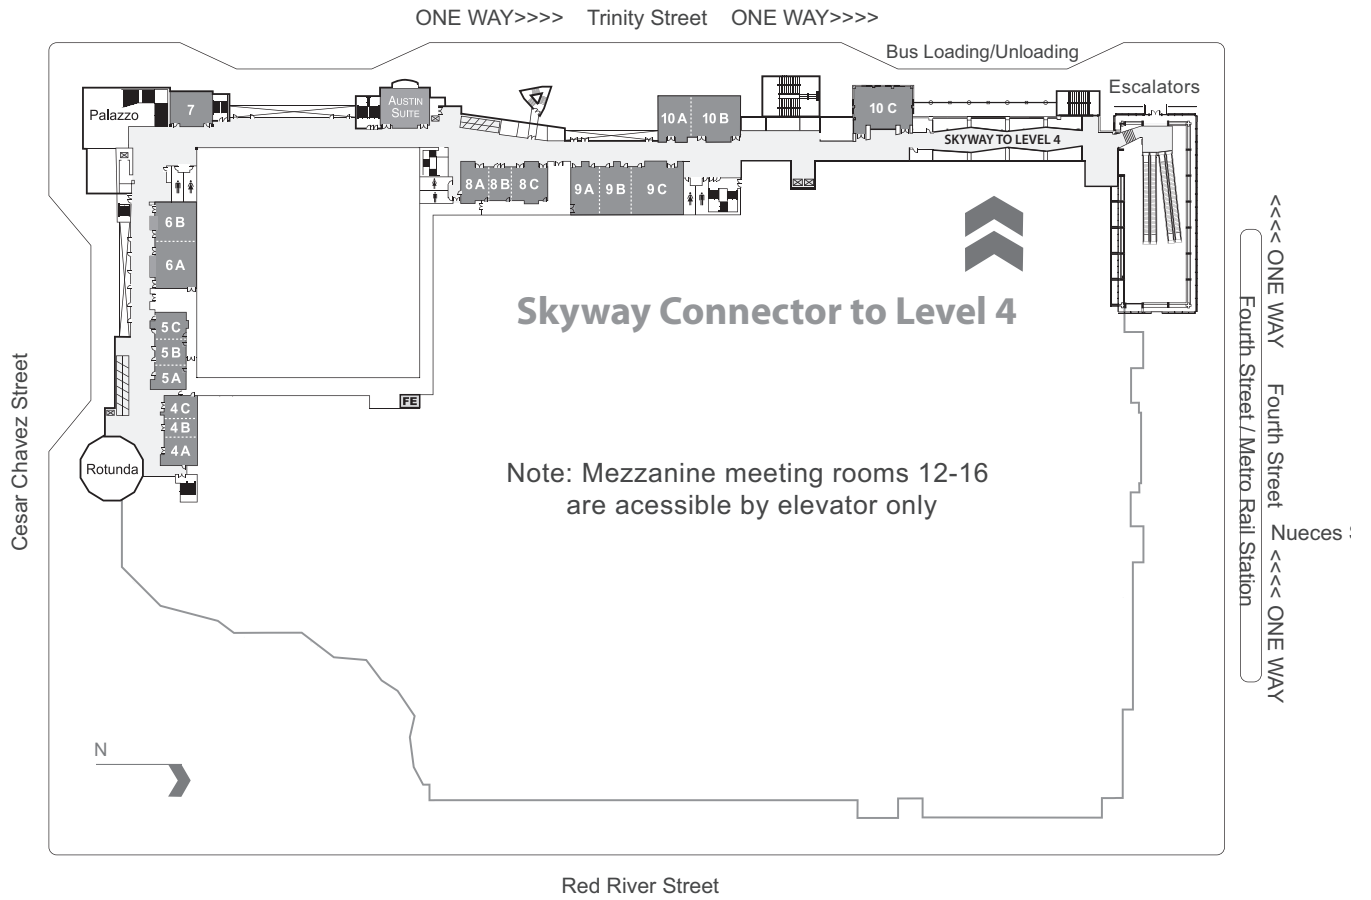 ONE WAY>>>> Trinity Street ONE WAY>>>>
Bus Loading/Unloading
Escalators
Palazzo
7
AUSTIN
SUITE
10 A
10 B
10 C
SKYWAY TO LEVEL 4
8 A
8 B
8 C
9 A
9 B
9 C
6 B
6 A
5 C
5 B
5 A
4 C
4 B
4 A
Rotunda
FE
Skyway Connector to Level 4
Note: Mezzanine meeting rooms 12-16
are acessible by elevator only
Cesar Chavez Street
<<<< ONE WAY Fourth Street <<<< ONE WAY
Fourth Street / Metro Rail Station
Nueces
N
Red River Street